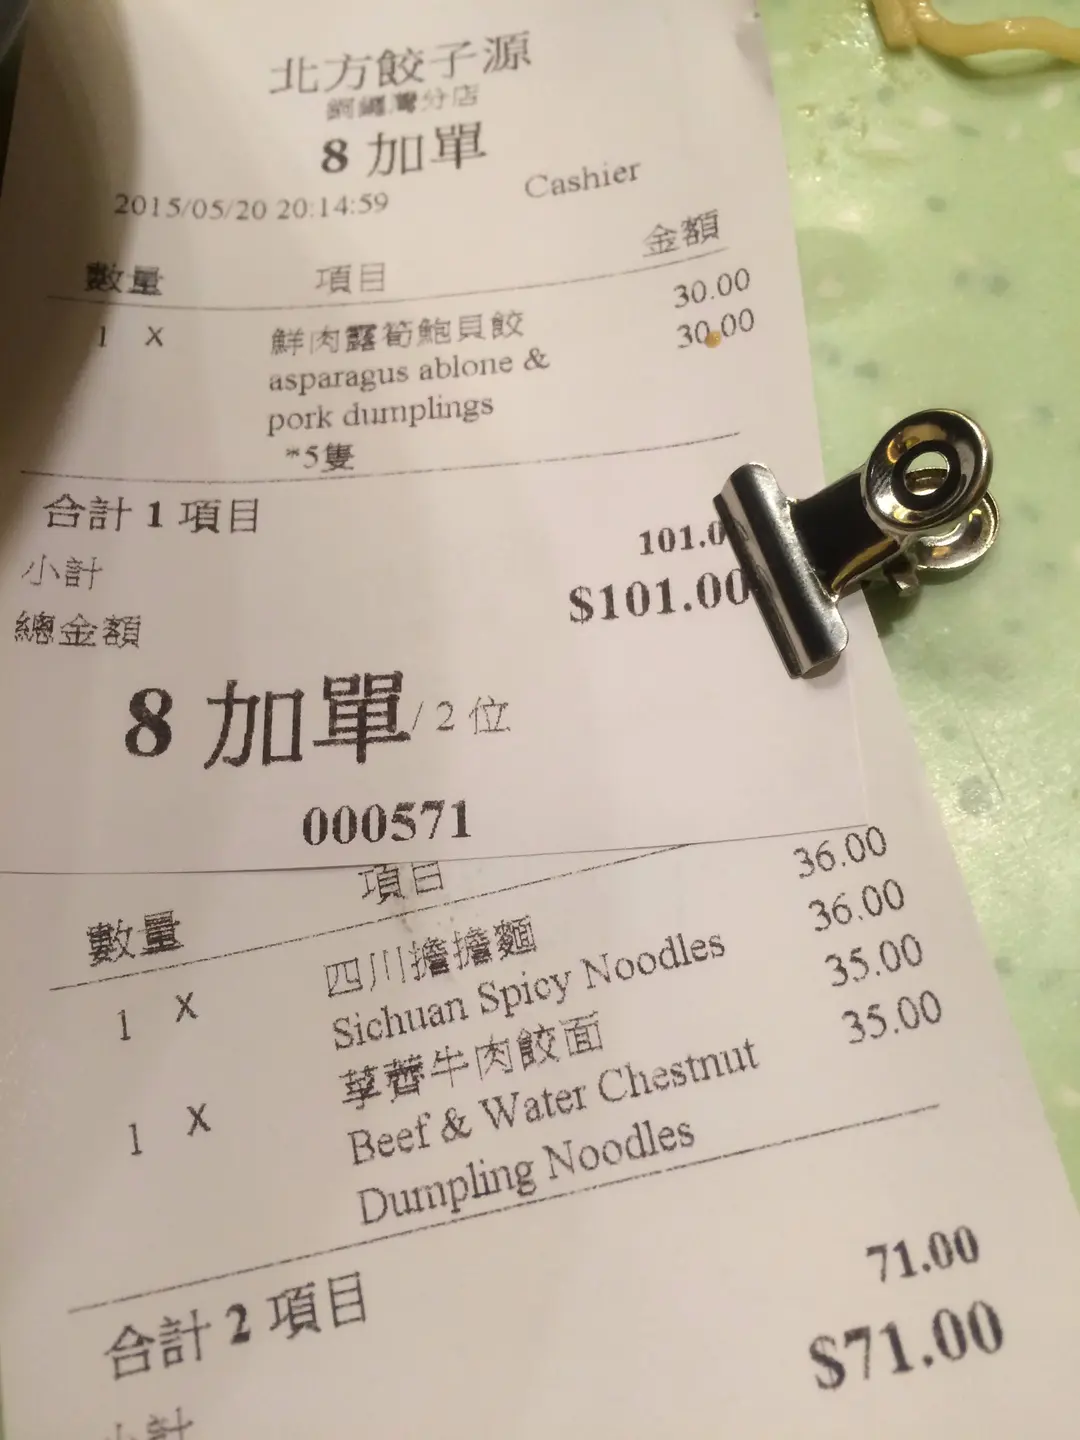 北方餃子源
銅鑼灣分店
8 加單
2015/05/20 20:14:59 Cashier
數量 項目 金額
30.00
1 X 鮮肉露筍鮑貝餃 30.00
asparagus ablone &
pork dumplings
*5隻
合計 1 項目
小計 101.0
總金額 $101.00
8 加單 / 2 位
000571
數量 項目
36.00
1 X 四川擔擔麵 36.00
Sichuan Spicy Noodles 35.00
1 X 荸薺牛肉餃面 35.00
Beef & Water Chestnut
Dumpling Noodles
合計 2 項目 71.00
小計 $71.00